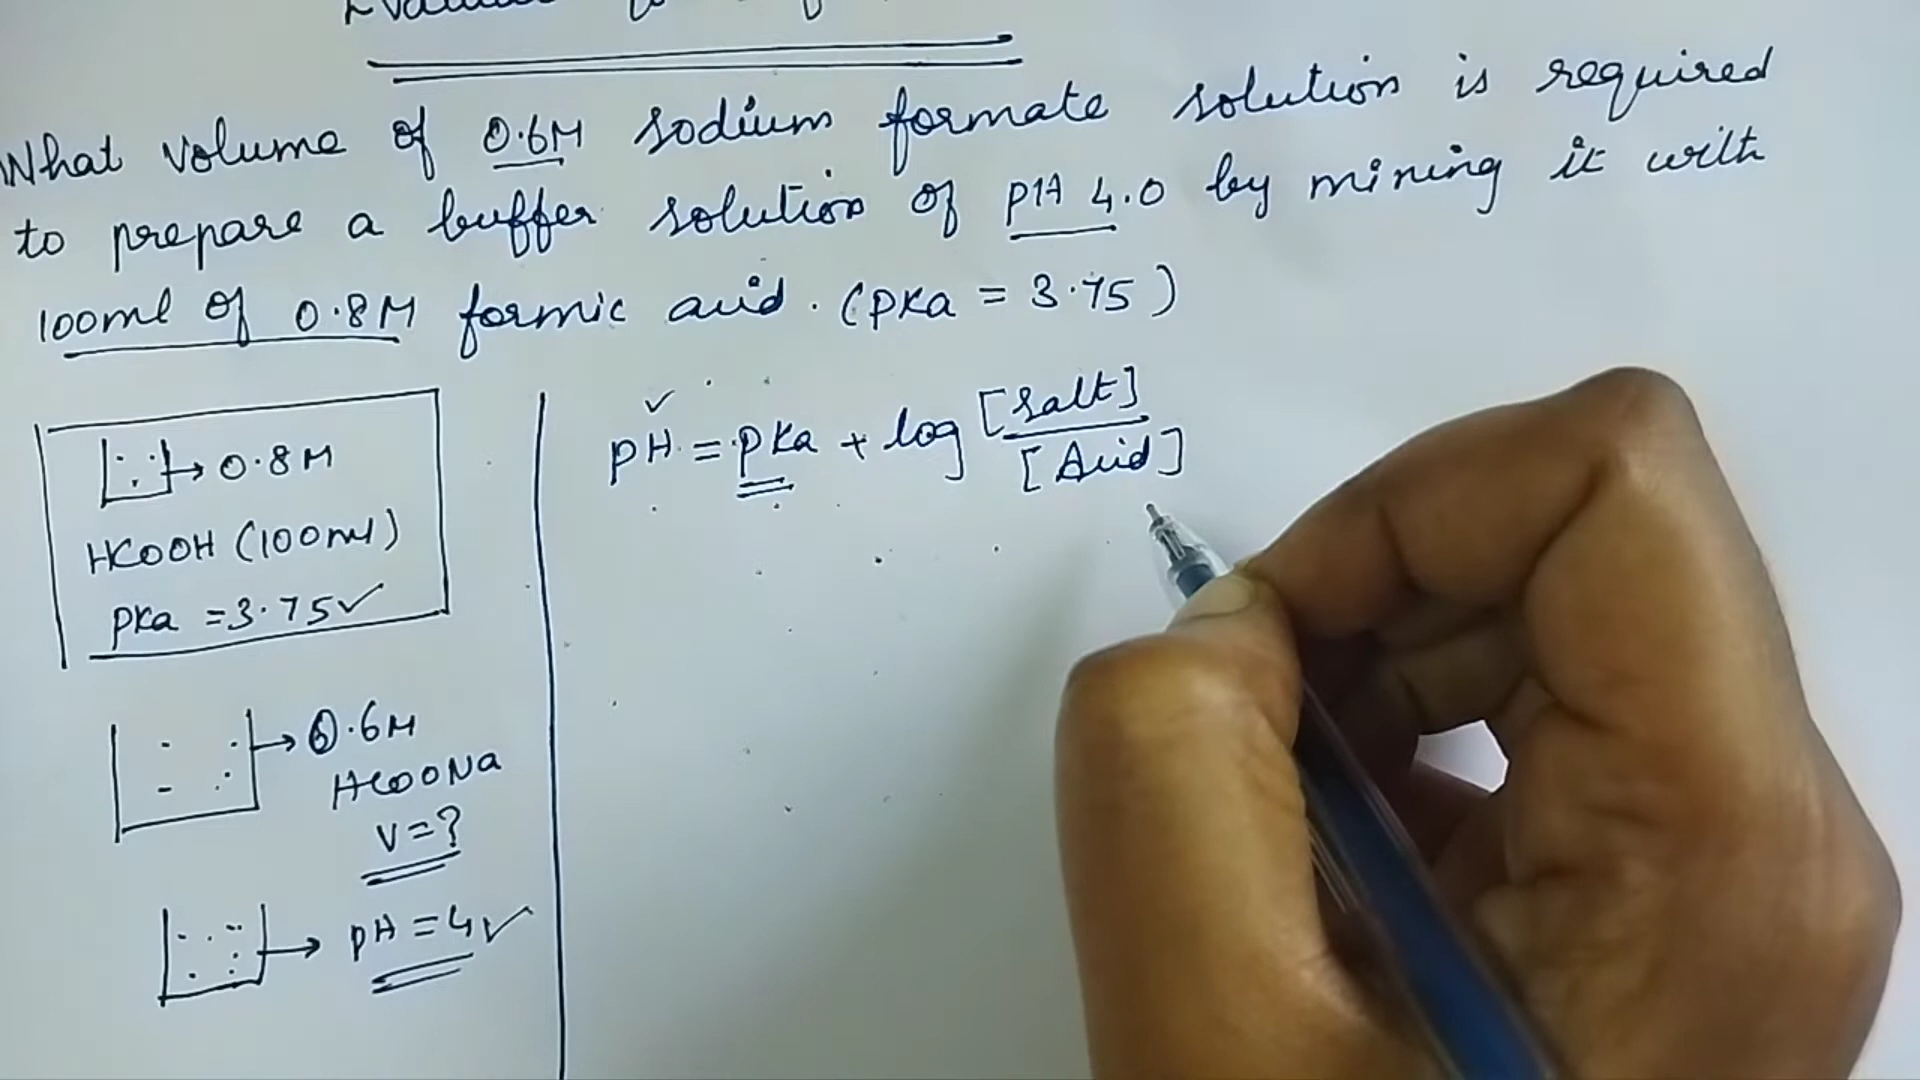 What volume of 0.6M sodium formate solution is required
to prepare a buffer solution of pH 4.0 by mixing it with
100ml of 0.8M formic acid. (pKa = 3.75)
0.8M
HCOOH (100ml)
pKa = 3.75✓
0.6M
HCOONa
V=?
pH = 4✓
✓
pH = pKa + log [Salt]
[Acid]